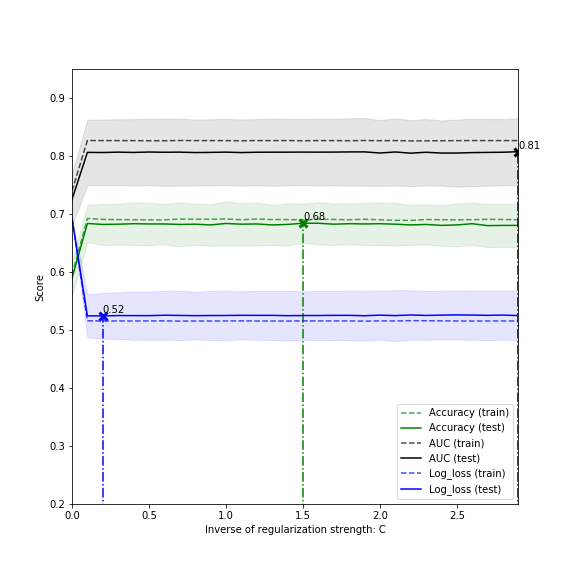 0.9
0.8
0.7
0.6
0.5
0.4
0.3
0.2
Score
0.81
0.68
0.52
Accuracy (train)
Accuracy (test)
AUC (train)
AUC (test)
Log_loss (train)
Log_loss (test)
0.0 0.5 1.0 1.5 2.0 2.5
Inverse of regularization strength: C